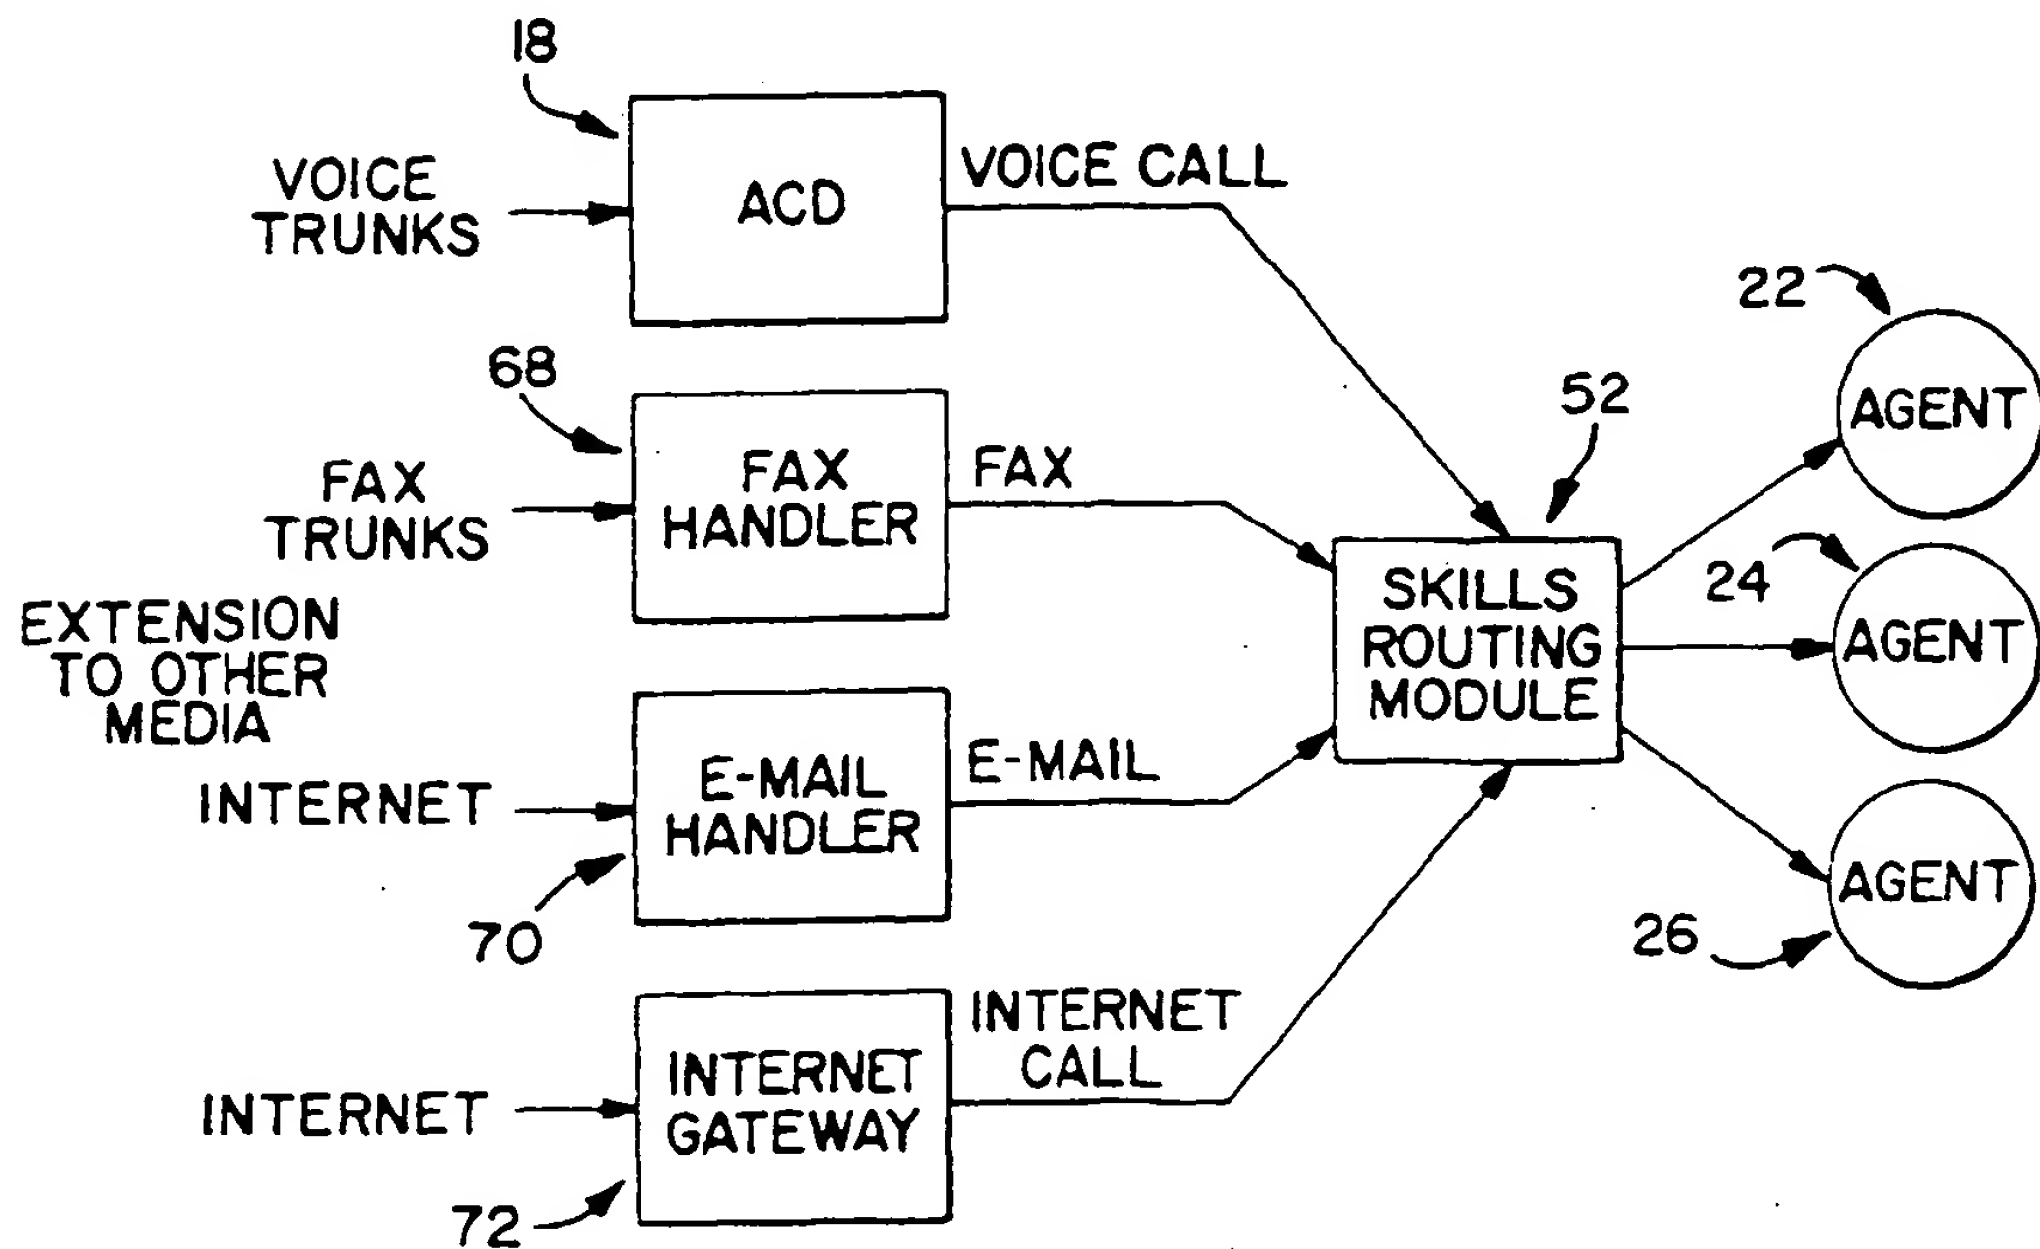 18
VOICE
TRUNKS
ACD
VOICE CALL
68
FAX
TRUNKS
FAX
HANDLER
FAX
EXTENSION
TO OTHER
MEDIA
INTERNET
E-MAIL
HANDLER
E-MAIL
70
INTERNET
INTERNET
GATEWAY
INTERNET
CALL
72
52
SKILLS
ROUTING
MODULE
22
AGENT
24
AGENT
26
AGENT